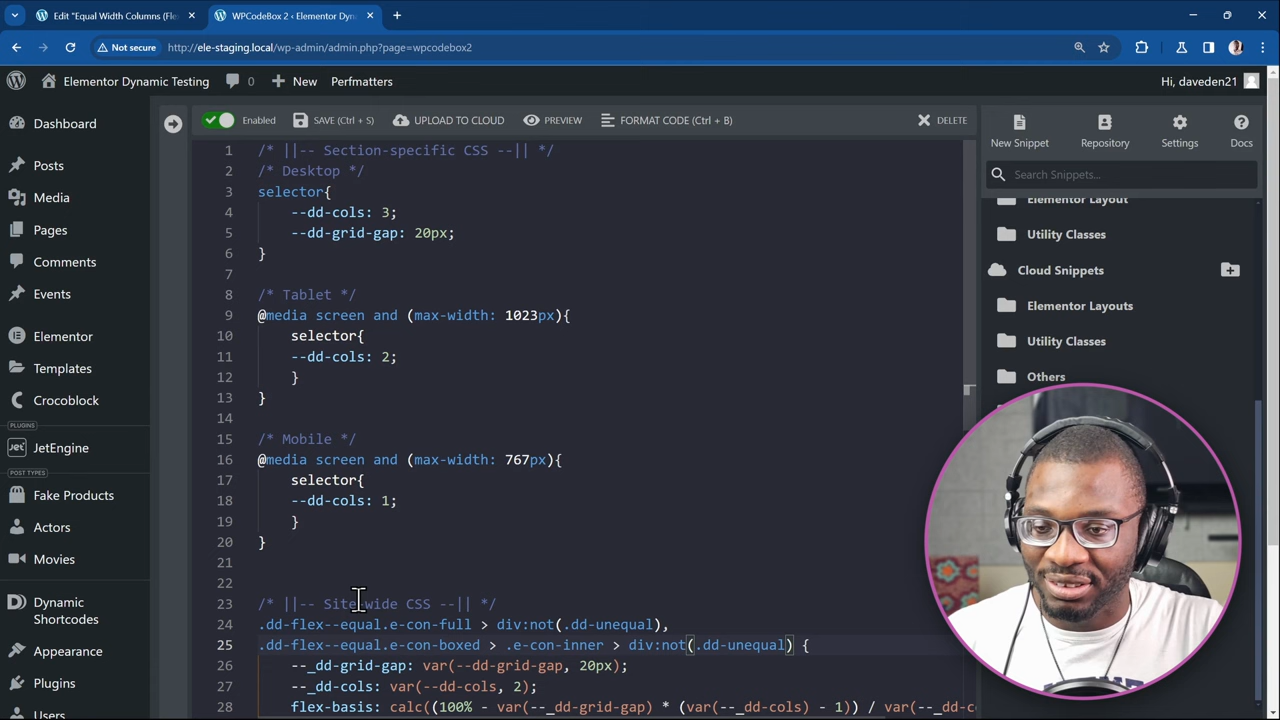 Edit "Equal Width Columns (Fle
WPCodeBox 2 ‹ Elementor Dyna
Not secure
http://ele-staging.local/wp-admin/admin.php?page=wpcodebox2
Elementor Dynamic Testing
0
New
Perfmatters
Hi, daveden21
Dashboard
Posts
Media
Pages
Comments
Events
Elementor
Templates
Crocoblock
PLUGINS
Jet
JetEngine
POST TYPES
Fake Products
Actors
Movies
Dynamic
Shortcodes
Appearance
Plugins
Users
Enabled
SAVE (Ctrl + S)
UPLOAD TO CLOUD
PREVIEW
FORMAT CODE (Ctrl + B)
DELETE
1 /* ||-- Section-specific CSS --|| */
2 /* Desktop */
3 selector{
4 --dd-cols: 3;
5 --dd-grid-gap: 20px;
6 }
7
8 /* Tablet */
9 @media screen and (max-width: 1023px){
10 selector{
11 --dd-cols: 2;
12 }
13 }
14
15 /* Mobile */
16 @media screen and (max-width: 767px){
17 selector{
18 --dd-cols: 1;
19 }
20 }
21
22
23 /* ||-- Site-wide CSS --|| */
24 .dd-flex--equal.e-con-full > div:not(.dd-unequal),
25 .dd-flex--equal.e-con-boxed > .e-con-inner > div:not(.dd-unequal) {
26 --_dd-grid-gap: var(--dd-grid-gap, 20px);
27 --_dd-cols: var(--dd-cols, 2);
28 flex-basis: calc((100% - var(--_dd-grid-gap) * (var(--_dd-cols) - 1)) / var(--_dd-c
New Snippet
Repository
Settings
Docs
Search Snippets...
Elementor Layout
Utility Classes
Cloud Snippets
Elementor Layouts
Utility Classes
Others